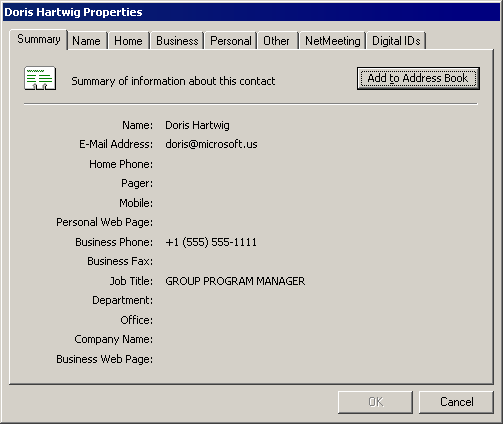 Doris Hartwig Properties
Summary Name Home Business Personal Other NetMeeting Digital IDs
Summary of information about this contact Add to Address Book
Name: Doris Hartwig
E-Mail Address: doris@microsoft.us
Home Phone:
Pager:
Mobile:
Personal Web Page:
Business Phone: +1 (555) 555-1111
Business Fax:
Job Title: GROUP PROGRAM MANAGER
Department:
Office:
Company Name:
Business Web Page:
OK Cancel